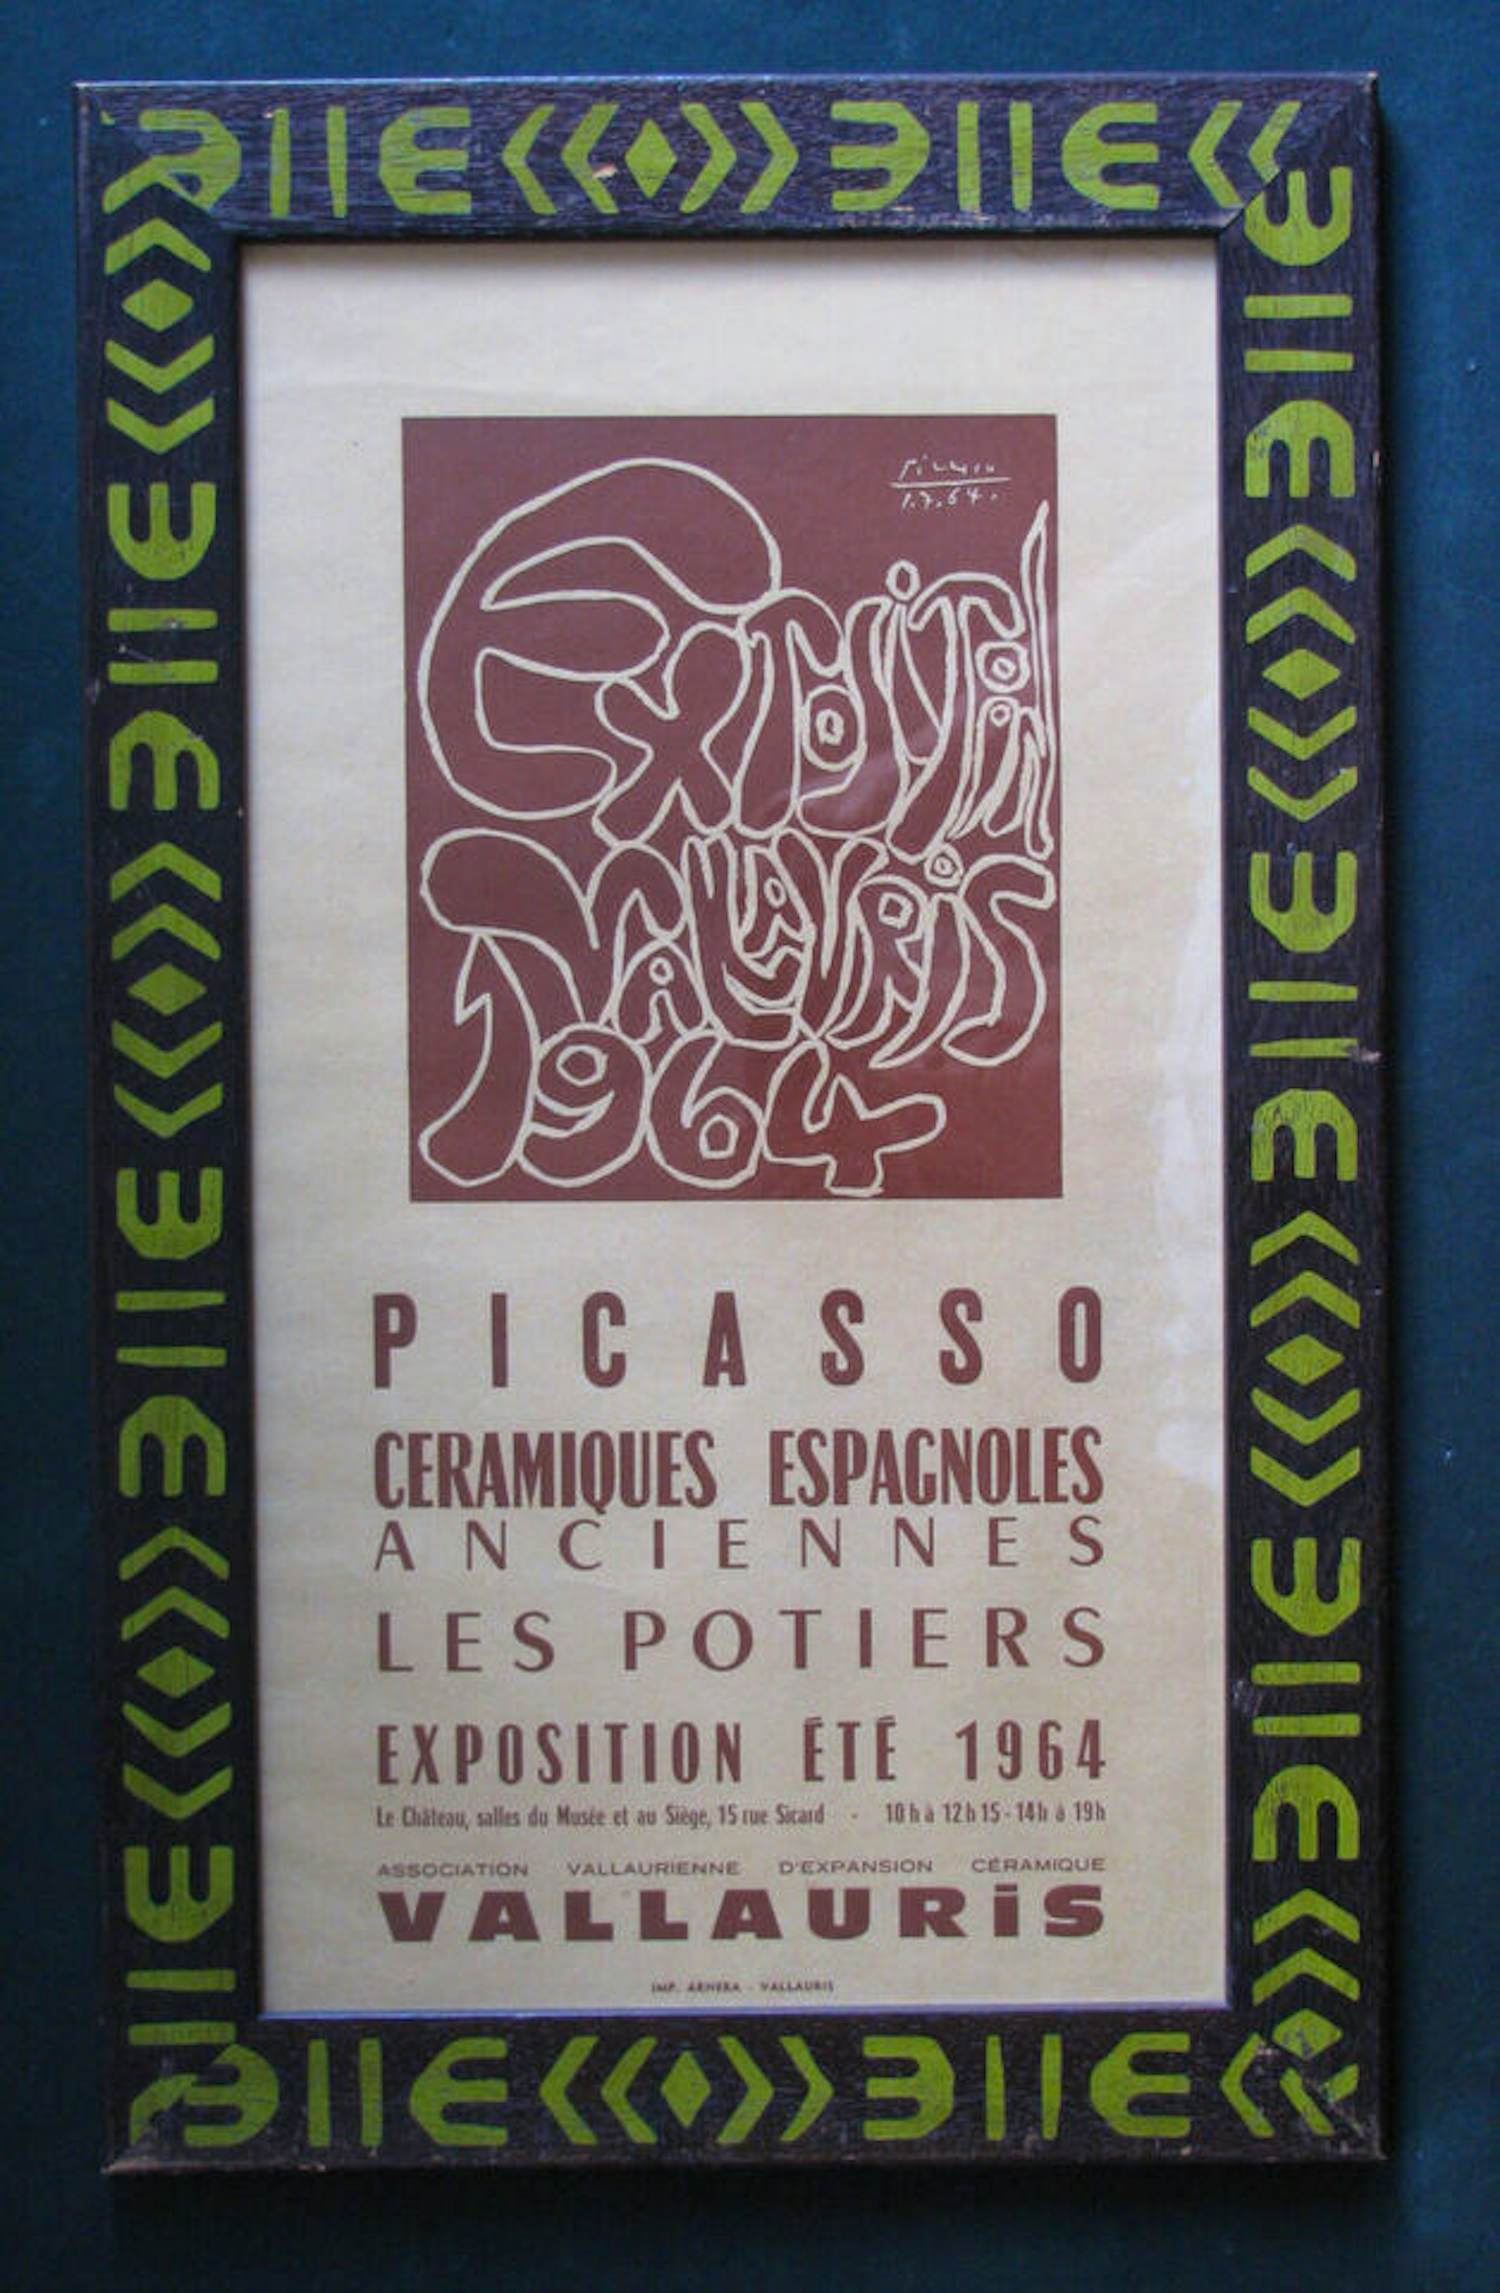 Picasso
1.7.64.
EXPOSITION
VALLAURiS
1964
PICASSO
CERAMIQUES ESPAGNOLES
ANCIENNES
LES POTIERS
EXPOSITION ÉTÉ 1964
Le Château, salles du Musée et au Siège, 15 rue Sicard - 10 h à 12 h 15 - 14h à 19h
ASSOCIATION VALLAURIENNE D'EXPANSION CÉRAMIQUE
VALLAURiS
IMP. ARNERA - VALLAURIS